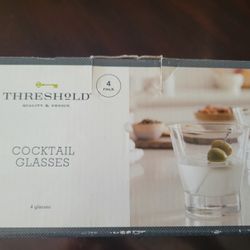 THRESHOLD
QUALITY & DESIGN
4
PACK
COCKTAIL
GLASSES
4 glasses